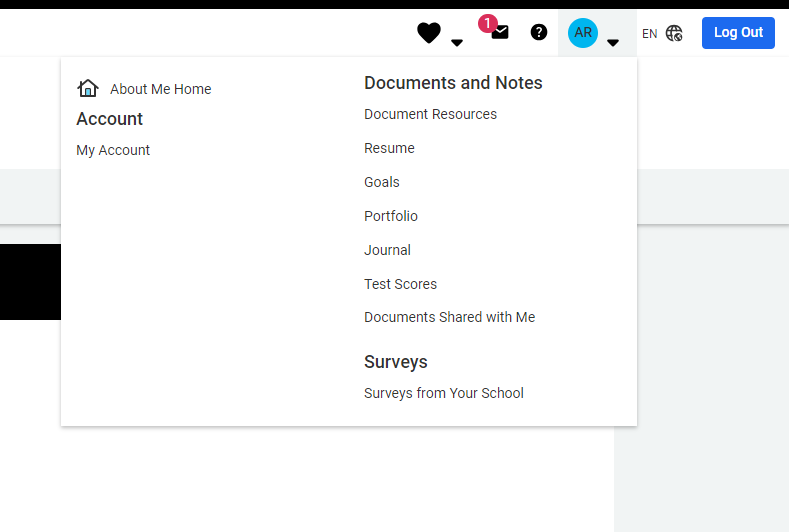 1
?
AR
EN
Log Out
About Me Home
Account
My Account
Documents and Notes
Document Resources
Resume
Goals
Portfolio
Journal
Test Scores
Documents Shared with Me
Surveys
Surveys from Your School